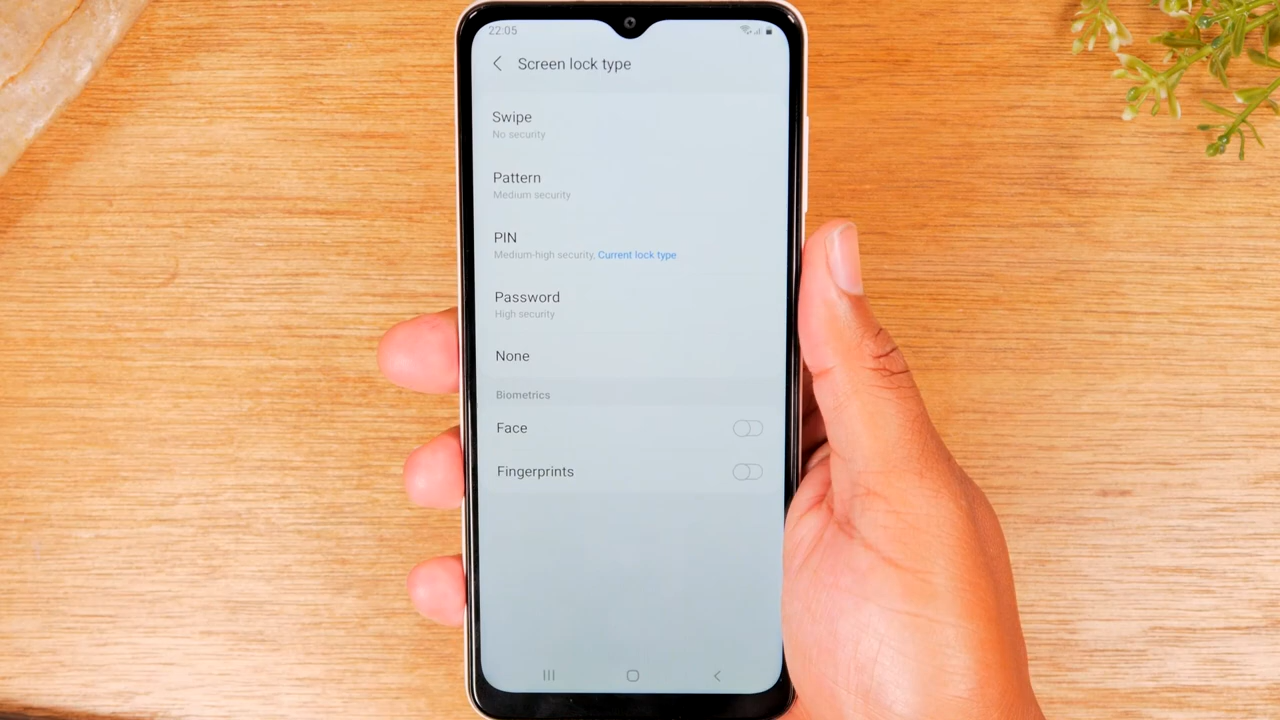 22.05
Screen lock type
Swipe
No security
Pattern
Medium security
PIN
Medium-high security, Current lock type
Password
High security
None
Biometrics
Face
Fingerprints